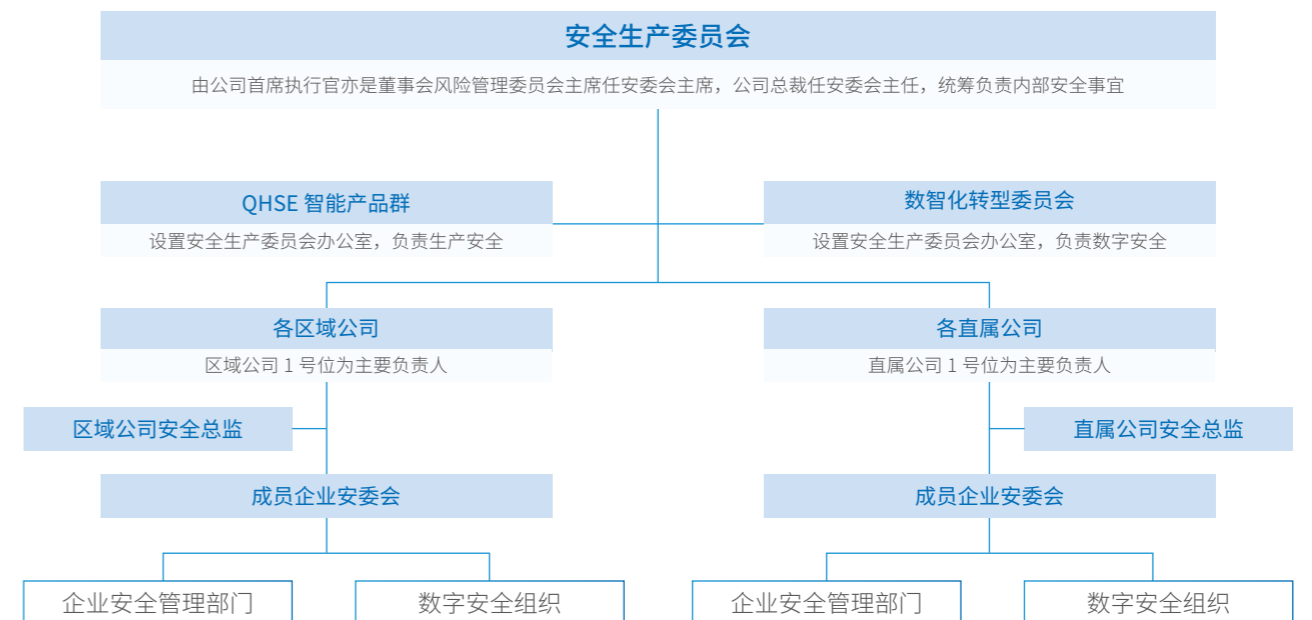 安全生产委员会
由公司首席执行官亦是董事会风险管理委员会主席任安委会主席，公司总裁任安委会主任，统筹负责内部安全事宜
QHSE 智能产品群
数智化转型委员会
设置安全生产委员会办公室，负责生产安全
设置安全生产委员会办公室，负责数字安全
各区域公司
各直属公司
区域公司 1 号位为主要负责人
直属公司 1 号位为主要负责人
区域公司安全总监
直属公司安全总监
成员企业安委会
成员企业安委会
企业安全管理部门
数字安全组织
企业安全管理部门
数字安全组织